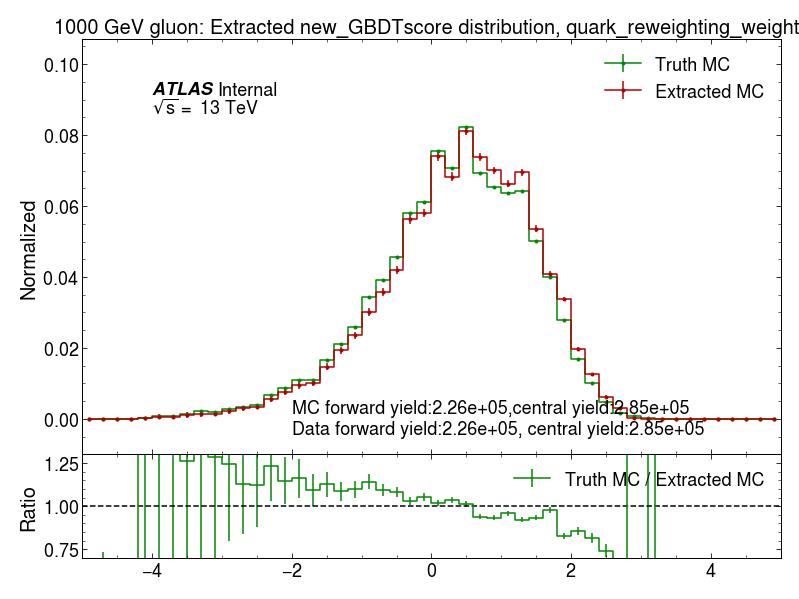 1000 GeV gluon: Extracted new_GBDTscore distribution, quark_reweighting_weight
0.10
0.08
0.06
0.04
0.02
0.00
Normalized
ATLAS Internal
√s = 13 TeV
Truth MC
Extracted MC
MC forward yield:2.26e+05,central yield:2.85e+05
Data forward yield:2.26e+05, central yield:2.85e+05
1.25
1.00
0.75
Ratio
Truth MC / Extracted MC
−4 −2 0 2 4